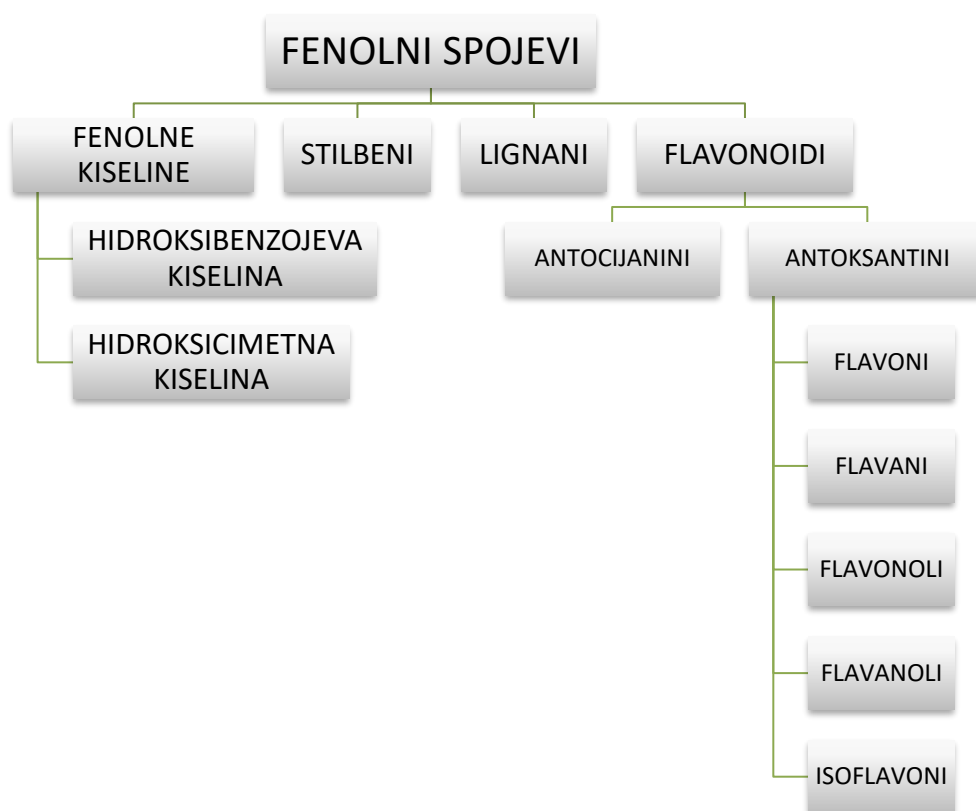 FENOLNI SPOJEVI
FENOLNE
KISELINE
STILBENI
LIGNANI
FLAVONOIDI
HIDROKSIBENZOJEVA
KISELINA
HIDROKSICIMETNA
KISELINA
ANTOCIJANINI
ANTOKSANTINI
FLAVONI
FLAVANI
FLAVONOLI
FLAVANOLI
ISOFLAVONI